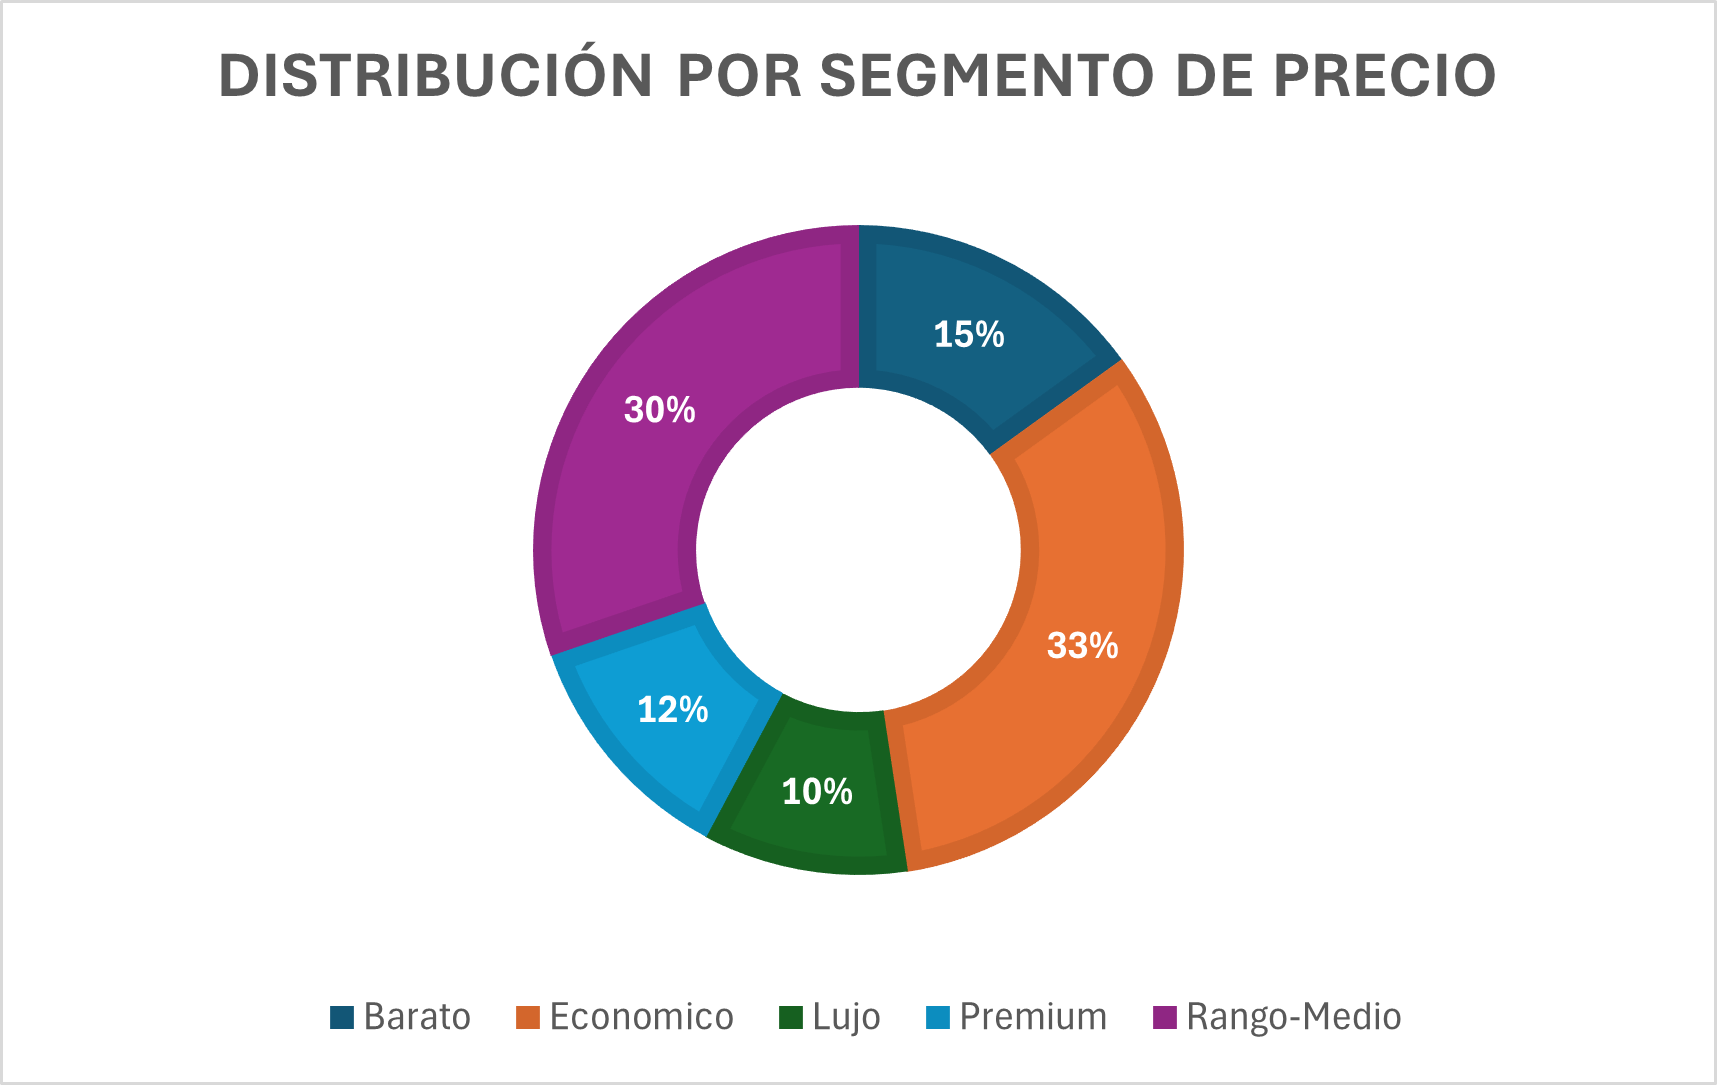 DISTRIBUCIÓN POR SEGMENTO DE PRECIO
15%
30%
33%
12%
10%
Barato Economico Lujo Premium Rango-Medio